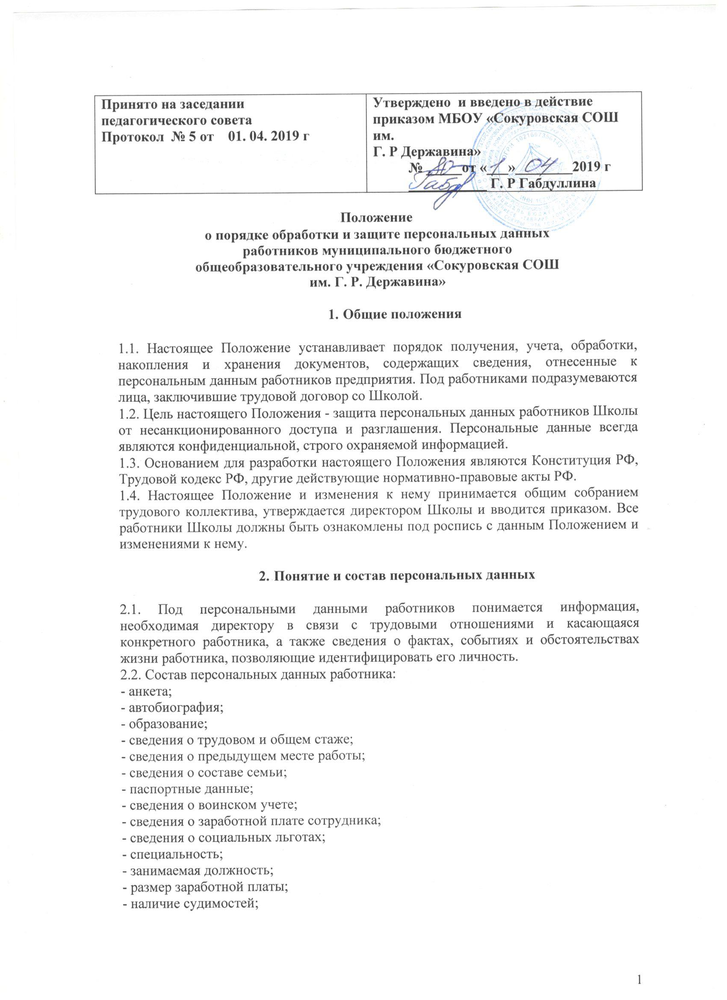 Принято на заседании
педагогического совета
Протокол № 5 от 01. 04. 2019 г
Утверждено и введено в действие
приказом МБОУ «Сокуровская СОШ
им.
Г. Р Державина»
№ от «1» 04 2019 г
Г. Р Габдуллина
Положение
о порядке обработки и защите персональных данных
работников муниципального бюджетного
общеобразовательного учреждения «Сокуровская СОШ
им. Г. Р. Державина»
1. Общие положения
1.1. Настоящее Положение устанавливает порядок получения, учета, обработки,
накопления и хранения документов, содержащих сведения, отнесенные к
персональным данным работников предприятия. Под работниками подразумеваются
лица, заключившие трудовой договор со Школой.
1.2. Цель настоящего Положения - защита персональных данных работников Школы
от несанкционированного доступа и разглашения. Персональные данные всегда
являются конфиденциальной, строго охраняемой информацией.
1.3. Основанием для разработки настоящего Положения являются Конституция РФ,
Трудовой кодекс РФ, другие действующие нормативно-правовые акты РФ.
1.4. Настоящее Положение и изменения к нему принимается общим собранием
трудового коллектива, утверждается директором Школы и вводится приказом. Все
работники Школы должны быть ознакомлены под роспись с данным Положением и
изменениями к нему.
2. Понятие и состав персональных данных
2.1. Под персональными данными работников понимается информация,
необходимая директору в связи с трудовыми отношениями и касающаяся
конкретного работника, а также сведения о фактах, событиях и обстоятельствах
жизни работника, позволяющие идентифицировать его личность.
2.2. Состав персональных данных работника:
- анкета;
- автобиография;
- образование;
- сведения о трудовом и общем стаже;
- сведения о предыдущем месте работы;
- сведения о составе семьи;
- паспортные данные;
- сведения о воинском учете;
- сведения о заработной плате сотрудника;
- сведения о социальных льготах;
- специальность;
- занимаемая должность;
- размер заработной платы;
- наличие судимостей;
1